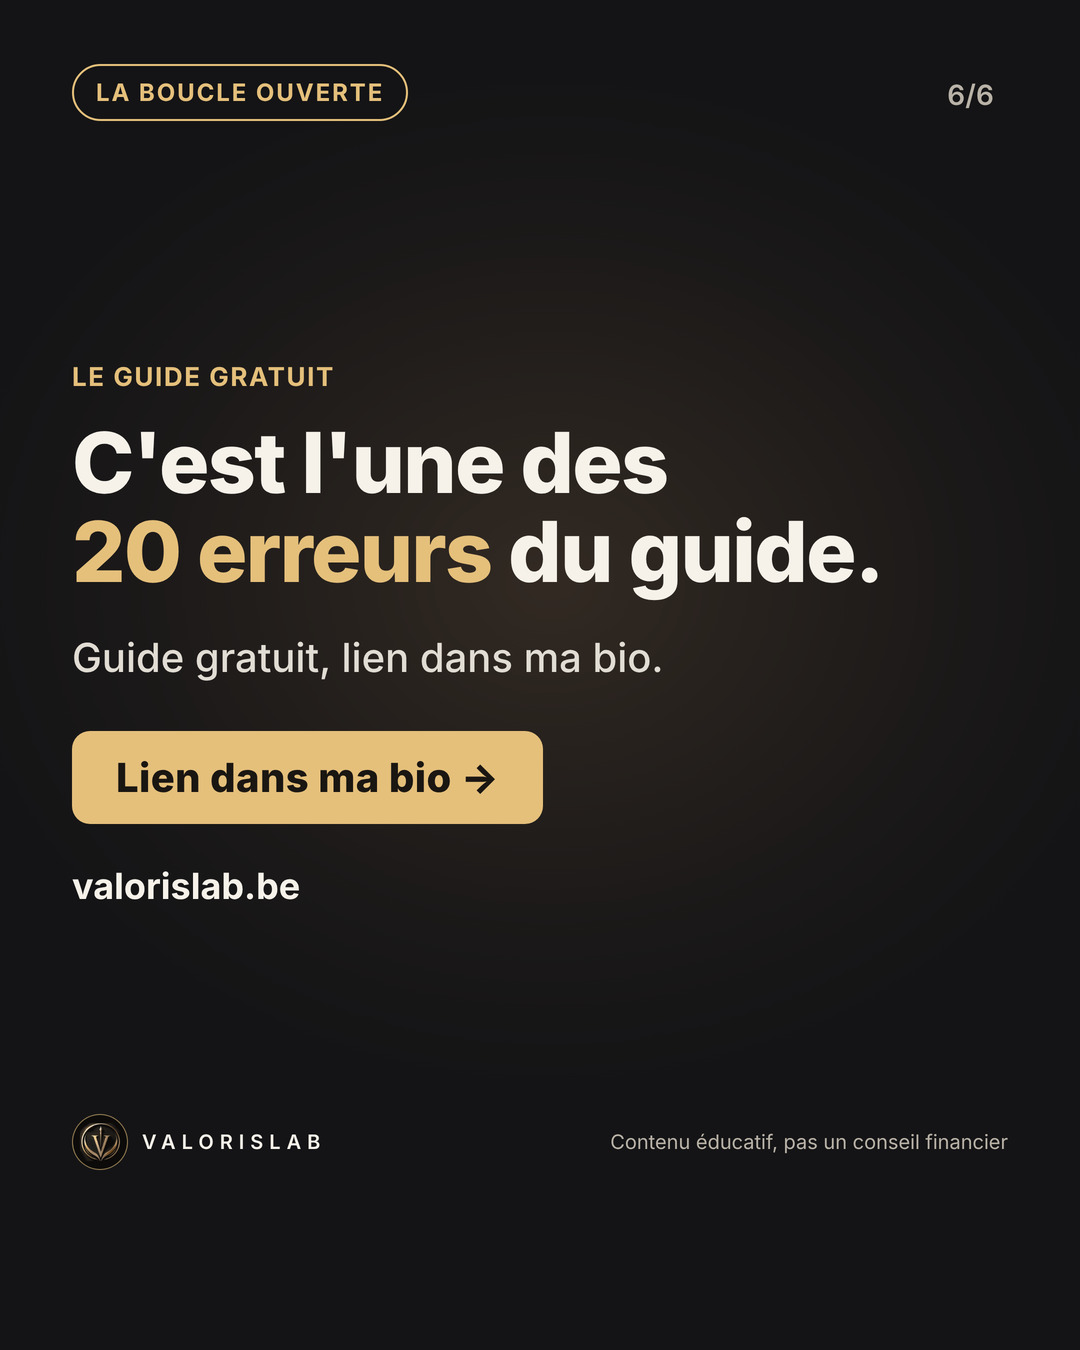 LA BOUCLE OUVERTE
6/6
LE GUIDE GRATUIT
C'est l'une des
20 erreurs du guide.
Guide gratuit, lien dans ma bio.
Lien dans ma bio →
valorislab.be
V
VALORISLAB
Contenu éducatif, pas un conseil financier